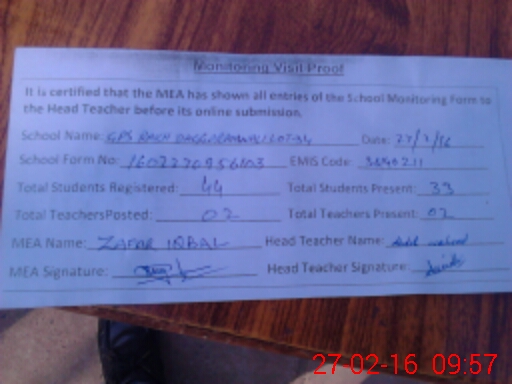 Monitoring Visit Proof
It is certified that the MEA has shown all entries of the School Monitoring Form to
the Head Teacher before its online submission.
School Name: GPS Date: 27/2/16
School Form No: EMIS Code:
Total Students Registered: 44 Total Students Present: 33
Total TeachersPosted: 02 Total Teachers Present: 02
MEA Name: ZAFAR IQBAL Head Teacher Name:
MEA Signature: Head Teacher Signature:
27-02-16 09:57